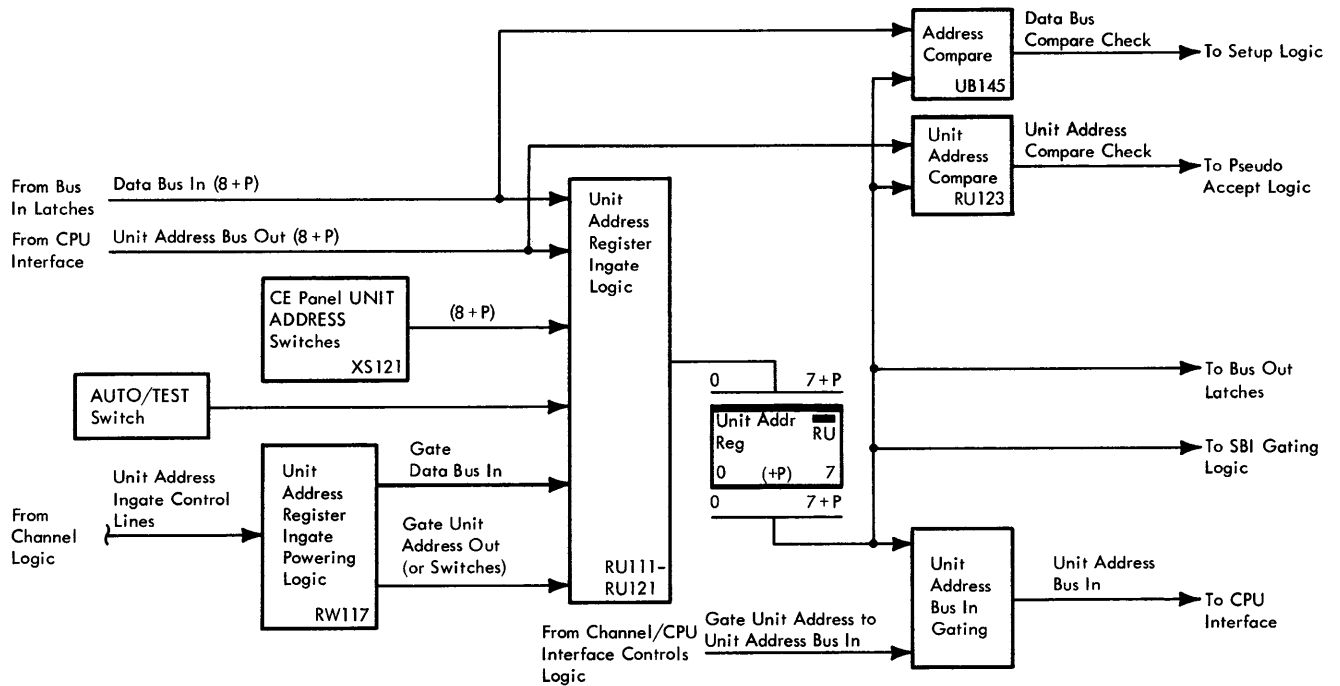 Address
Compare
UB145
Data Bus
Compare Check
To Setup Logic
Unit
Address
Compare
RU123
Unit Address
Compare Check
To Pseudo
Accept Logic
From Bus
In Latches
Data Bus In (8 + P)
From CPU
Interface
Unit Address Bus Out (8 + P)
Unit
Address
Register
Ingate
Logic
RU111–
RU121
CE Panel UNIT
ADDRESS
Switches
XS121
(8 + P)
AUTO/TEST
Switch
From
Channel
Logic
Unit Address
Ingate Control
Lines
Unit
Address
Register
Ingate
Powering
Logic
RW117
Gate
Data Bus In
Gate Unit
Address Out
(or Switches)
0 7 + P
Unit Addr
Reg
RU
0 (+P) 7
0 7 + P
To Bus Out
Latches
To SBI Gating
Logic
From Channel/CPU
Interface Controls
Logic
Gate Unit Address to
Unit Address Bus In
Unit
Address
Bus In
Gating
Unit Address
Bus In
To CPU
Interface